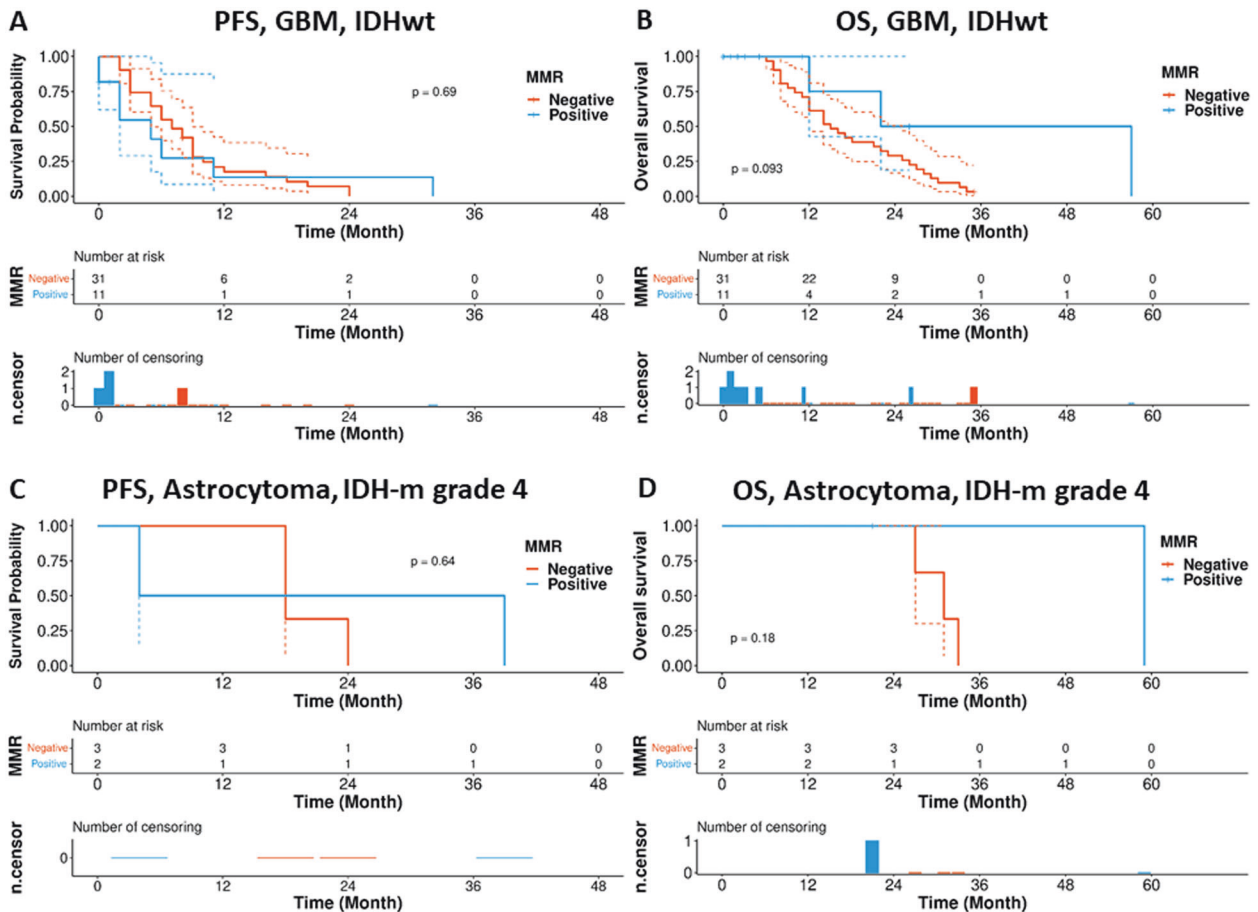 A
PFS, GBM, IDHwt
Survival Probability
1.00
0.75
0.50
0.25
0.00
p = 0.69
MMR
Negative
Positive
0 12 24 36 48
Time (Month)
Number at risk
MMR
Negative 31 6 2 0 0
Positive 11 1 1 0 0
0 12 24 36 48
Time (Month)
n.censor
Number of censoring
2
1
0
0 12 24 36 48
Time (Month)
B
OS, GBM, IDHwt
Overall survival
1.00
0.75
0.50
0.25
0.00
p = 0.093
MMR
Negative
Positive
0 12 24 36 48 60
Time (Month)
Number at risk
MMR
Negative 31 22 9 0 0 0
Positive 11 4 2 1 1 0
0 12 24 36 48 60
Time (Month)
n.censor
Number of censoring
2
1
0
0 12 24 36 48 60
Time (Month)
C
PFS, Astrocytoma, IDH-m grade 4
Survival Probability
1.00
0.75
0.50
0.25
0.00
p = 0.64
MMR
Negative
Positive
0 12 24 36 48
Time (Month)
Number at risk
MMR
Negative 3 3 1 0 0
Positive 2 1 1 1 0
0 12 24 36 48
Time (Month)
n.censor
Number of censoring
0
0 12 24 36 48
Time (Month)
D
OS, Astrocytoma, IDH-m grade 4
Overall survival
1.00
0.75
0.50
0.25
0.00
p = 0.18
MMR
Negative
Positive
0 12 24 36 48 60
Time (Month)
Number at risk
MMR
Negative 3 3 3 0 0 0
Positive 2 2 1 1 1 0
0 12 24 36 48 60
Time (Month)
n.censor
Number of censoring
1
0
0 12 24 36 48 60
Time (Month)